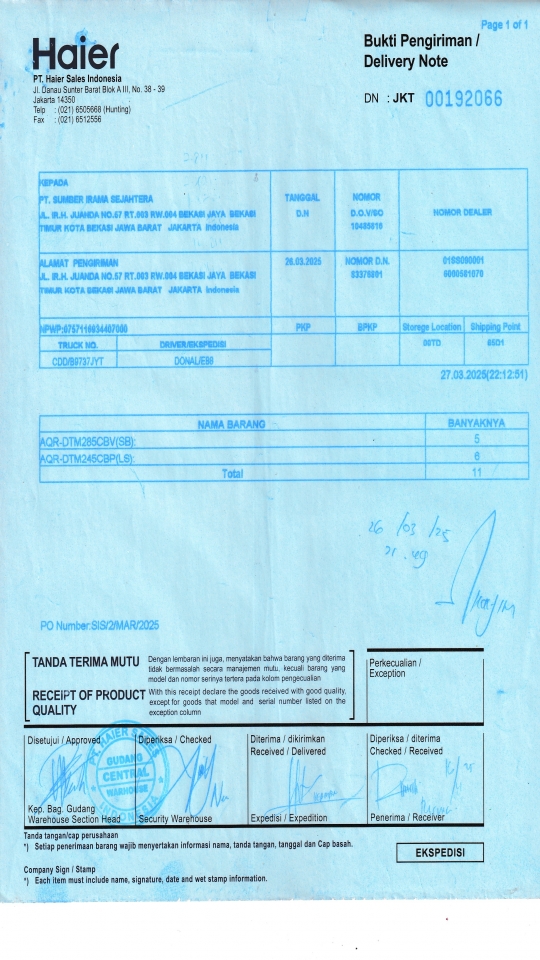 Page 1 of 1
Haier
PT. Haier Sales Indonesia
Jl. Danau Sunter Barat Blok A III, No. 38 - 39
Jakarta 14350
Telp : (021) 6505668 (Hunting)
Fax : (021) 6512556
Bukti Pengiriman /
Delivery Note
DN : JKT 00192066
KEPADA
PT. SUMBER IRAMA SEJAHTERA
JL. IR.H. JUANDA NO.57 RT.003 RW.004 BEKASI JAYA BEKASI
TIMUR KOTA BEKASI JAWA BARAT JAKARTA Indonesia
TANGGAL
D.N
NOMOR
D.O.V/SO
NOMOR DEALER
ALAMAT PENGIRIMAN
JL. IR.H. JUANDA NO.57 RT.003 RW.004 BEKASI JAYA BEKASI
TIMUR KOTA BEKASI JAWA BARAT JAKARTA Indonesia
26.03.2025
NOMOR D.N.
PKP
BPKP
Storege Location
Shipping Point
TRUCK NO.
DRIVER/EKSPEDISI
CDD/B9737JYT
27.03.2025(22:12:51)
NAMA BARANG
BANYAKNYA
AQR-DTM285CBV(SB):
5
AQR-DTM245CBP(LS):
6
Total
11
26 /03 /25
PO Number:SIS/2/MAR/2025
TANDA TERIMA MUTU
Dengan lembaran ini juga, menyatakan bahwa barang yang diterima
tidak bermasalah secara manajemen mutu, kecuali barang yang
model dan nomor serinya tertera pada kolom pengecualian
RECEIPT OF PRODUCT
QUALITY
With this receipt declare the goods received with good quality,
except for goods that model and serial number listed on the
exception column
Perkecualian /
Exception
Disetujui / Approved
Diperiksa / Checked
Diterima / dikirimkan
Received / Delivered
Diperiksa / diterima
Checked / Received
GUDANG
CENTRAL
WARHOUSE
Kep. Bag. Gudang
Warehouse Section Head
Security Warehouse
Expedisi / Expedition
Penerima / Receiver
Tanda tangan/cap perusahaan
*) Setiap penerimaan barang wajib menyertakan informasi nama, tanda tangan, tanggal dan Cap basah.
EKSPEDISI
Company Sign / Stamp
*) Each item must include name, signature, date and wet stamp information.